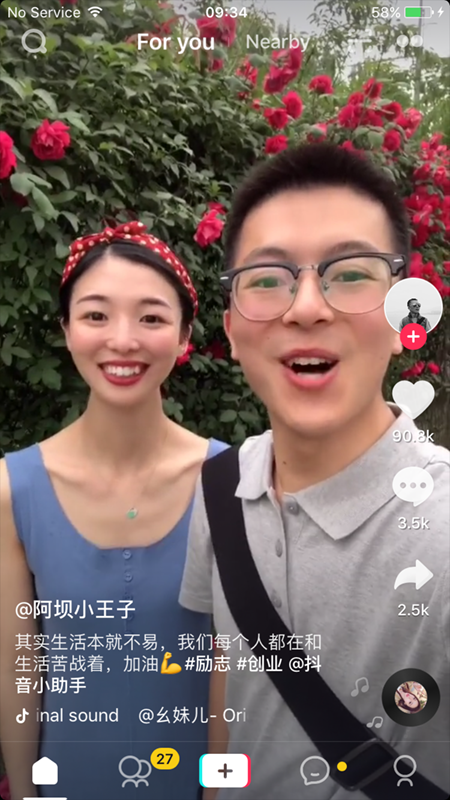 No Service 09:34 58%
For you Nearby
90.8k
3.5k
2.5k
@阿坝小王子
其实生活本就不易，我们每个人都在和
生活苦战着，加油💪#励志 #创业 @抖
音小助手
inal sound @幺妹儿- Ori
27